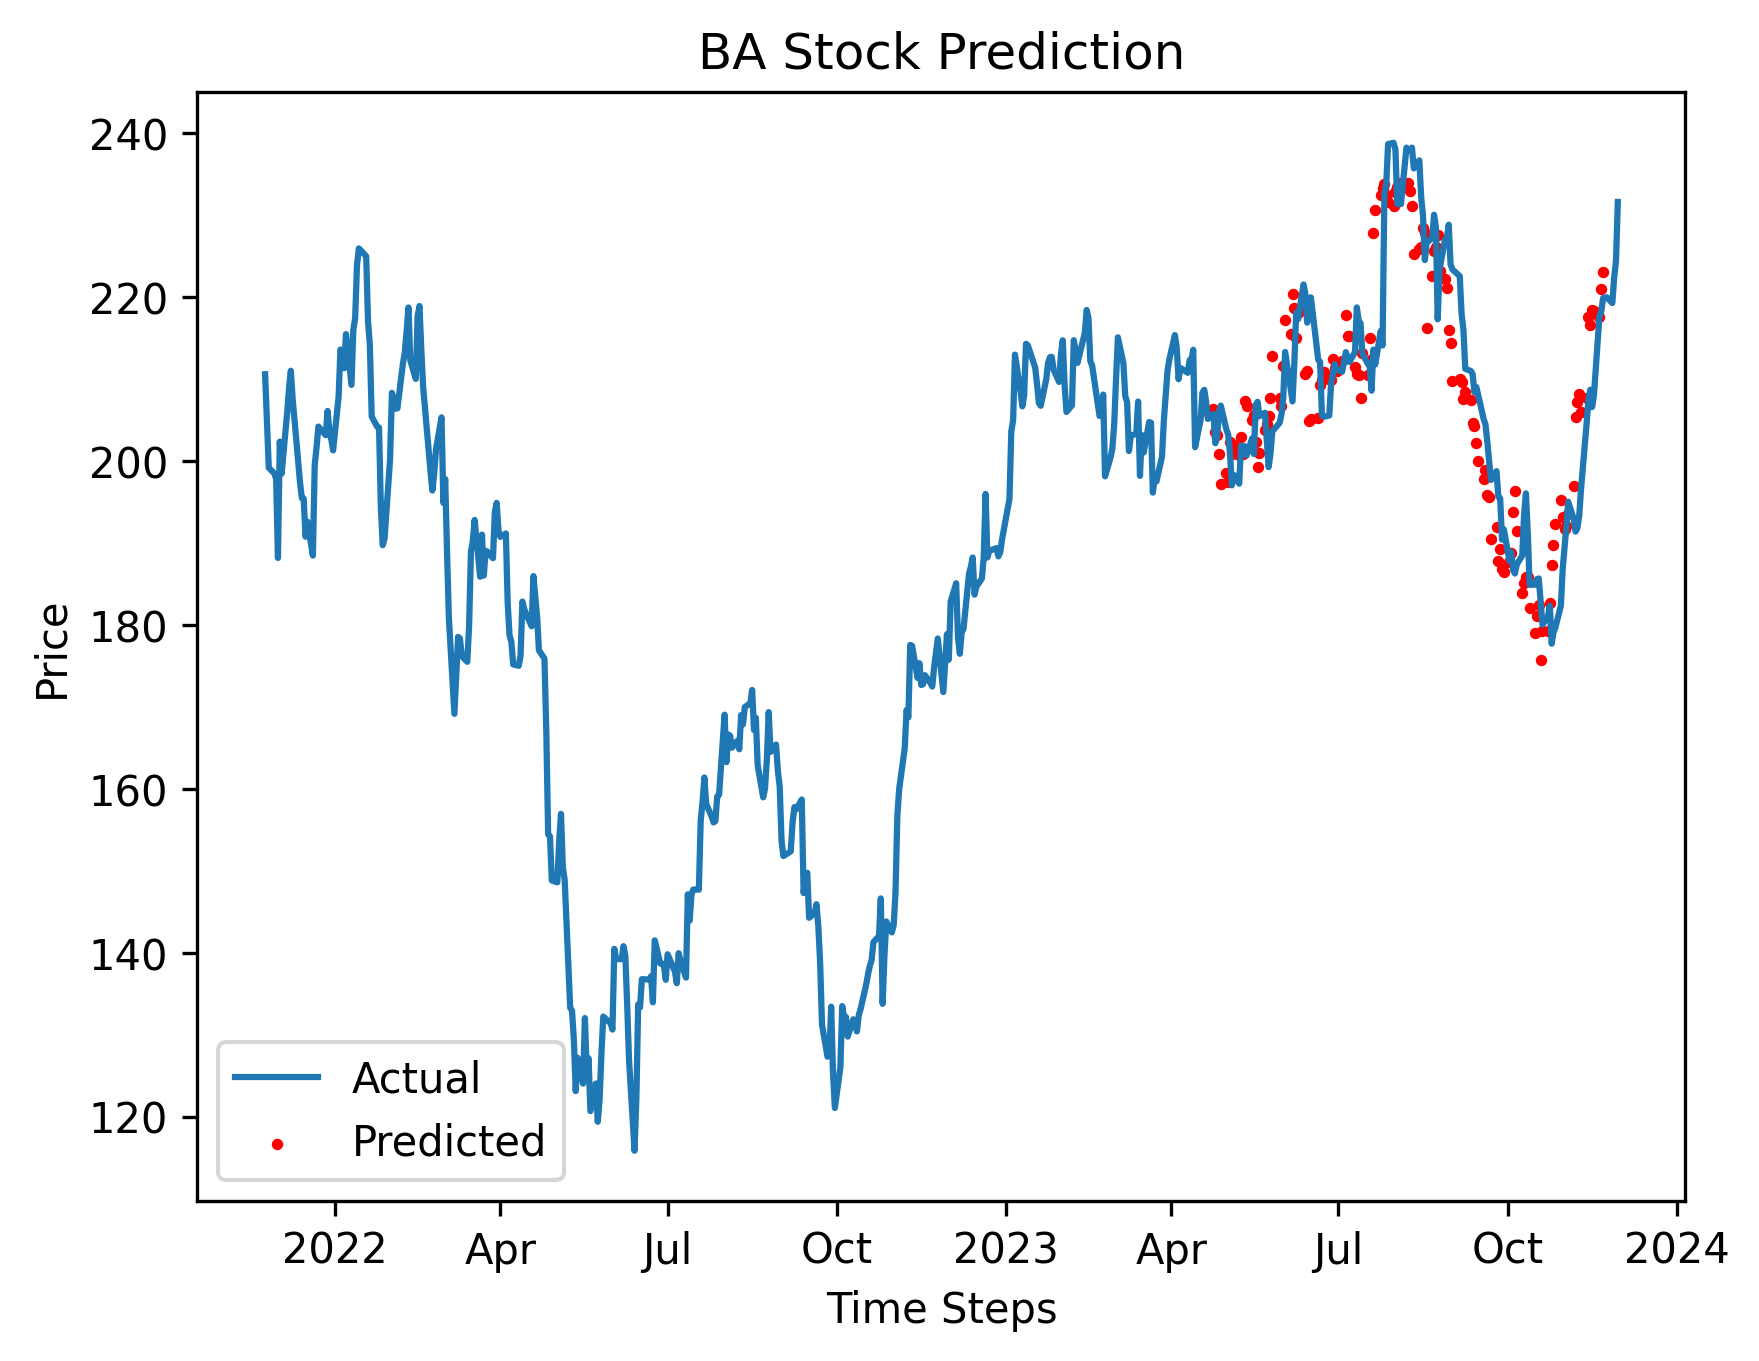 BA Stock Prediction
240
220
200
180
160
140
120
Price
Actual
Predicted
2022 Apr Jul Oct 2023 Apr Jul Oct 2024
Time Steps